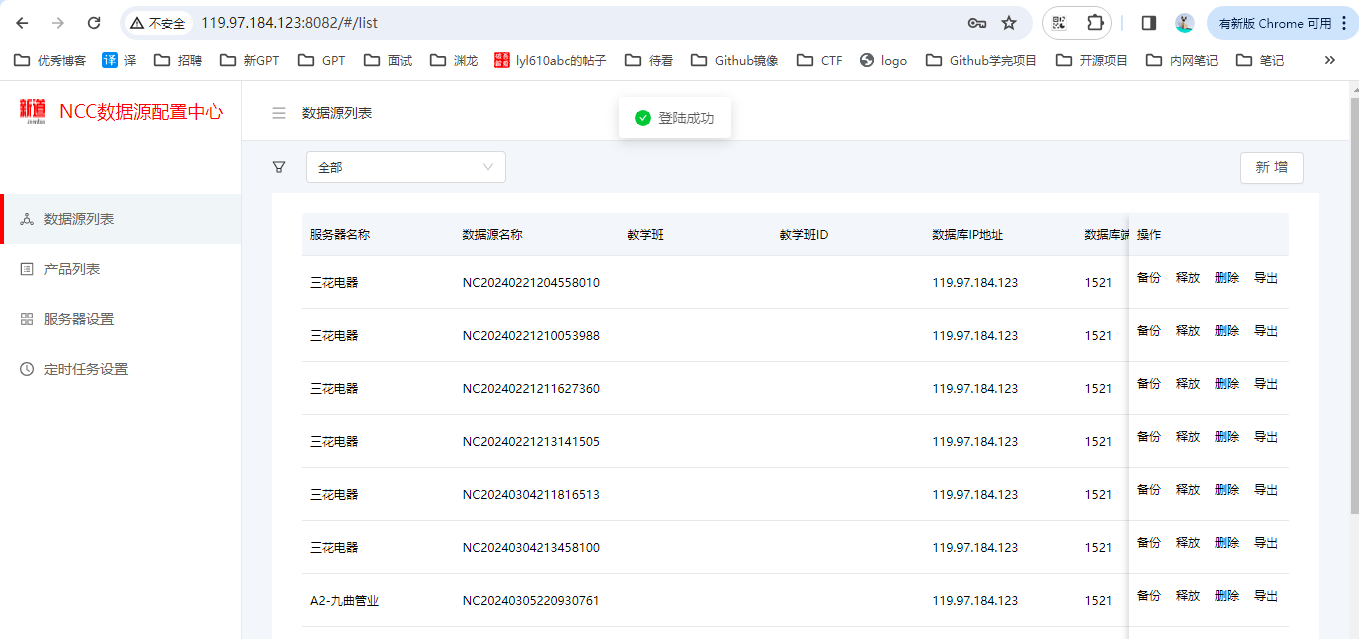 不安全 119.97.184.123:8082/#/list 有新版 Chrome 可用
优秀博客 译 译 招聘 新GPT GPT 面试 渊龙 lyl610abc的帖子 待看 Github镜像 CTF logo Github学完项目 开源项目 内网笔记 笔记
新道 NCC数据源配置中心 数据源列表 登陆成功
全部 新 增
数据源列表
产品列表
服务器设置
定时任务设置
服务器名称 数据源名称 教学班 教学班ID 数据库IP地址 数据库端 操作
三花电器 NC20240221204558010 119.97.184.123 1521 备份 释放 删除 导出
三花电器 NC20240221210053988 119.97.184.123 1521 备份 释放 删除 导出
三花电器 NC20240221211627360 119.97.184.123 1521 备份 释放 删除 导出
三花电器 NC20240221213141505 119.97.184.123 1521 备份 释放 删除 导出
三花电器 NC20240304211816513 119.97.184.123 1521 备份 释放 删除 导出
三花电器 NC20240304213458100 119.97.184.123 1521 备份 释放 删除 导出
A2-九曲管业 NC20240305220930761 119.97.184.123 1521 备份 释放 删除 导出